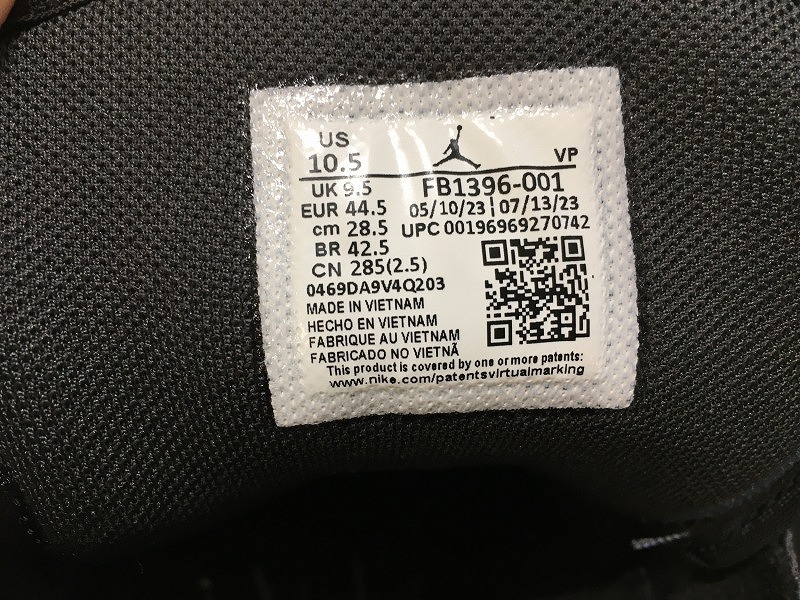 US
10.5
VP
UK 9.5
FB1396-001
EUR 44.5
05/10/23 | 07/13/23
cm 28.5
UPC 00196969270742
BR 42.5
CN 285(2.5)
0469DA9V4Q203
MADE IN VIETNAM
HECHO EN VIETNAM
FABRIQUE AU VIETNAM
FABRICADO NO VIETNÃ
This product is covered by one or more patents:
www.nike.com/patentsvirtualmarking